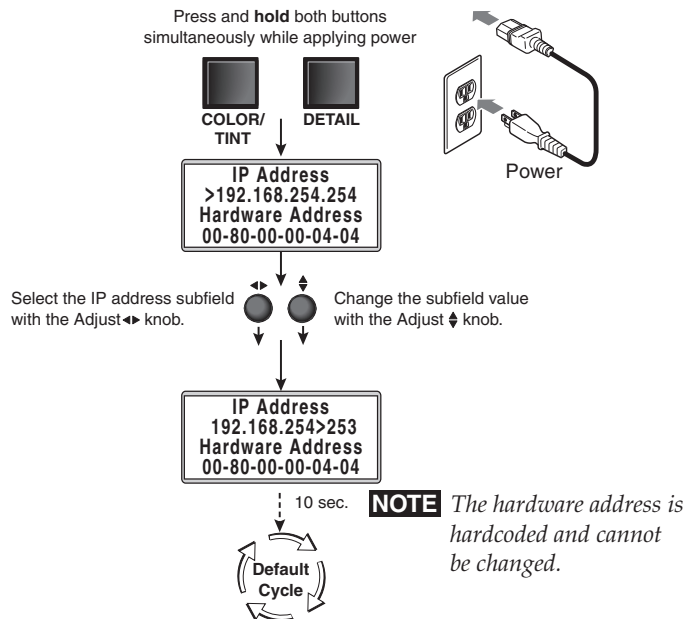 Press and hold both buttons
simultaneously while applying power
COLOR/
TINT
DETAIL
Power
IP Address
>192.168.254.254
Hardware Address
00-80-00-00-04-04
Select the IP address subfield
with the Adjust◂▸ knob.
Change the subfield value
with the Adjust ⬍ knob.
IP Address
192.168.254>253
Hardware Address
00-80-00-00-04-04
10 sec.
NOTE The hardware address is
hardcoded and cannot
be changed.
Default
Cycle